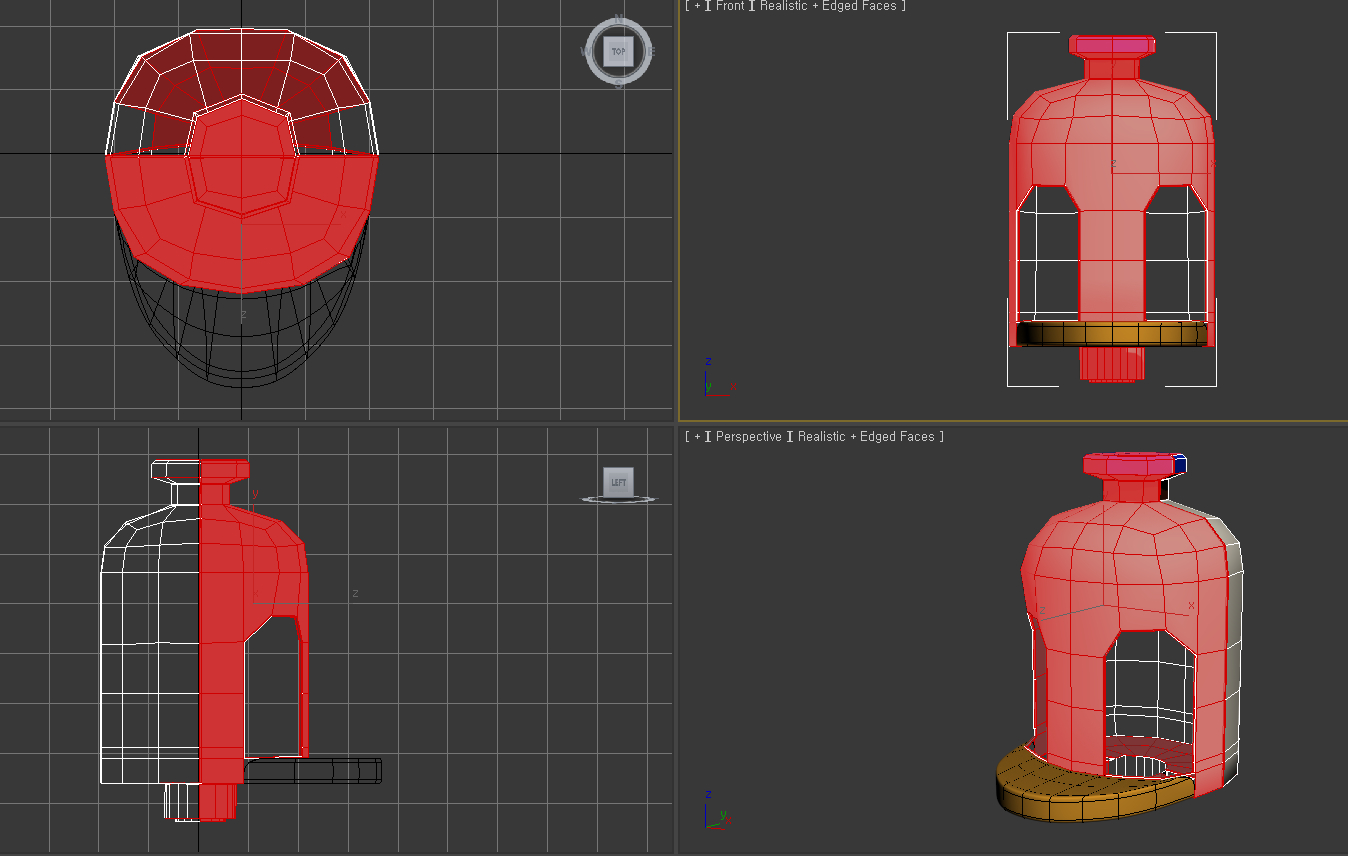 [ + ] Front ] Realistic + Edged Faces ]
N
W
TOP
E
S
x
z
z
x
z
y
[ + ] Perspective ] Realistic + Edged Faces ]
LEFT
y
x
z
z
x
z
y
x